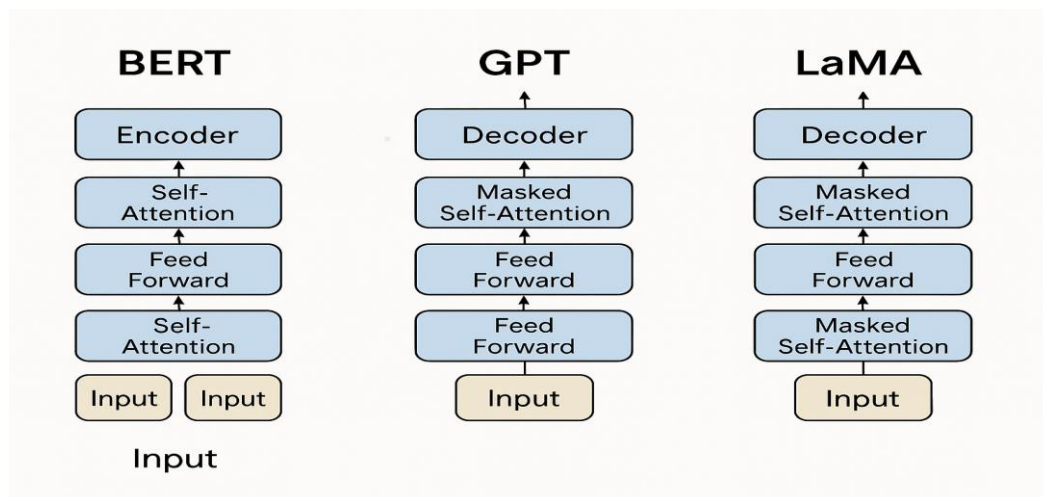 BERT
Encoder
Self-
Attention
Feed
Forward
Self-
Attention
Input
Input
Input
GPT
Decoder
Masked
Self-Attention
Feed
Forward
Feed
Forward
Input
LaMA
Decoder
Masked
Self-Attention
Feed
Forward
Masked
Self-Attention
Input